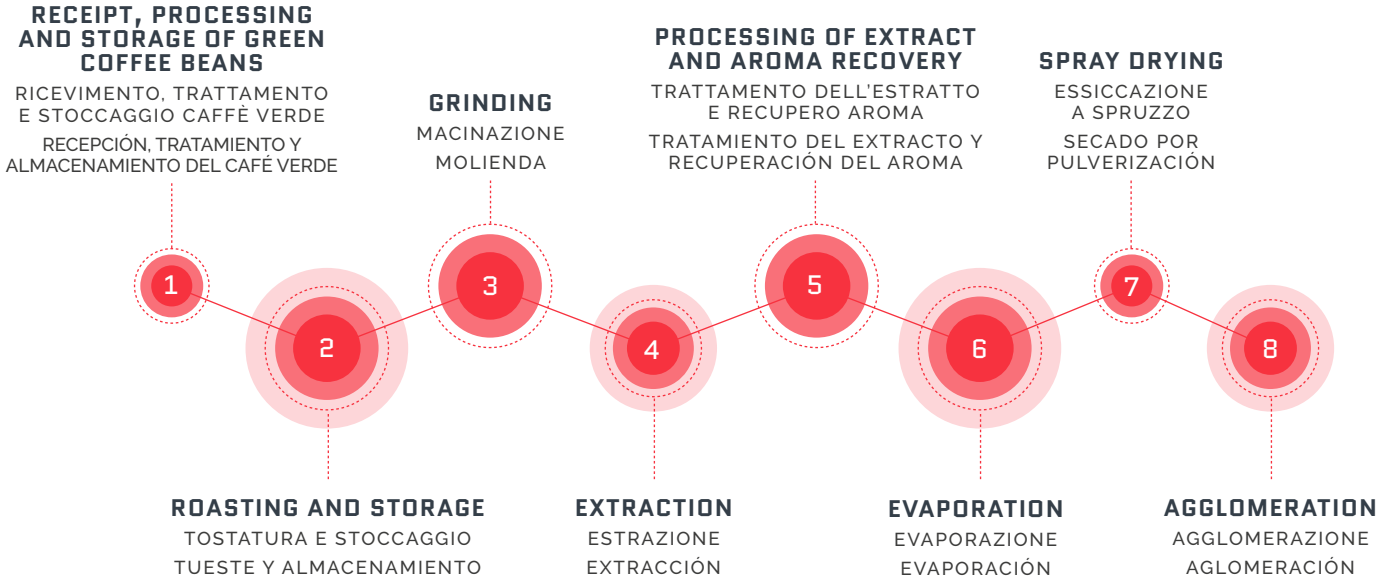 RECEIPT, PROCESSING
AND STORAGE OF GREEN
COFFEE BEANS
RICEVIMENTO, TRATTAMENTO
E STOCCAGGIO CAFFÈ VERDE
RECEPCIÓN, TRATAMIENTO Y
ALMACENAMIENTO DEL CAFÉ VERDE
1
2
ROASTING AND STORAGE
TOSTATURA E STOCCAGGIO
TUESTE Y ALMACENAMIENTO
GRINDING
MACINAZIONE
MOLIENDA
3
4
EXTRACTION
ESTRAZIONE
EXTRACCIÓN
PROCESSING OF EXTRACT
AND AROMA RECOVERY
TRATTAMENTO DELL'ESTRATTO
E RECUPERO AROMA
TRATAMIENTO DEL EXTRACTO Y
RECUPERACIÓN DEL AROMA
5
6
EVAPORATION
EVAPORAZIONE
EVAPORACIÓN
SPRAY DRYING
ESSICCAZIONE
A SPRUZZO
SECADO POR
PULVERIZACIÓN
7
8
AGGLOMERATION
AGGLOMERAZIONE
AGLOMERACIÓN